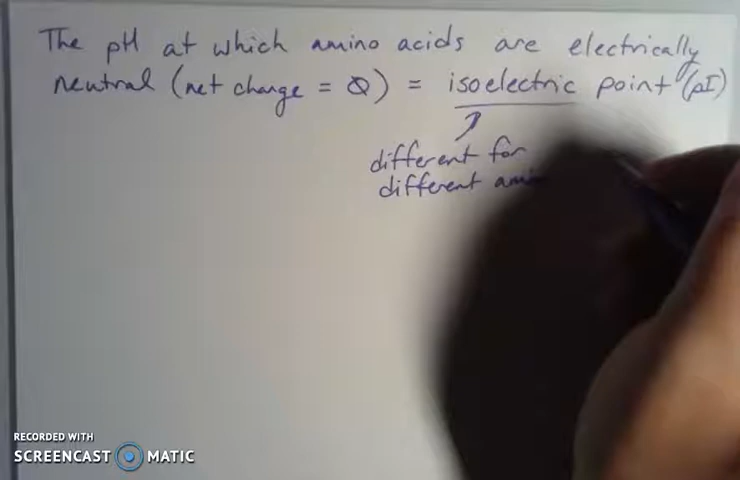 The pH at which amino acids are electrically
neutral (net change = 0) = isoelectric point (pI)
different for
different
RECORDED WITH
SCREENCAST MATIC